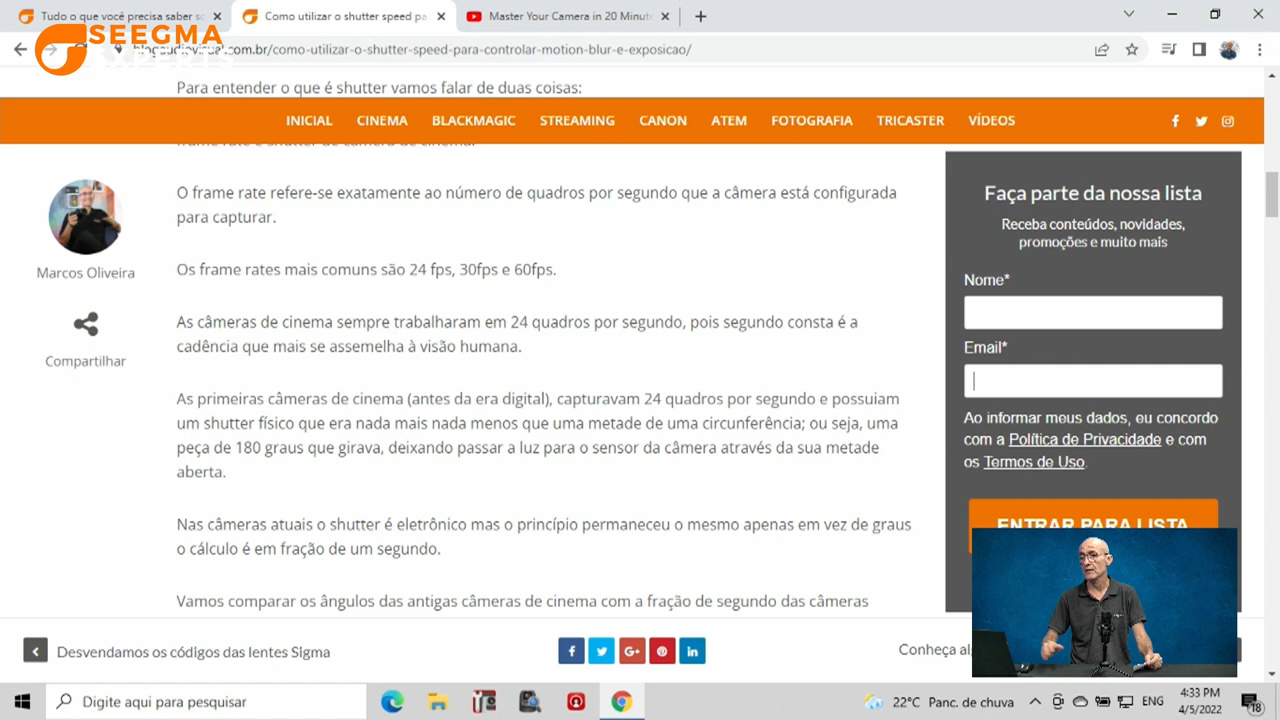 Tudo o que você precisa saber so
Como utilizar o shutter speed pa
Master Your Camera in 20 Minute
SEEGMA
blogaudiovisual.com.br/como-utilizar-o-shutter-speed-para-controlar-motion-blur-e-exposicao/
Para entender o que é shutter vamos falar de duas coisas:
INICIAL CINEMA BLACKMAGIC STREAMING CANON ATEM FOTOGRAFIA TRICASTER VÍDEOS
O frame rate refere-se exatamente ao número de quadros por segundo que a câmera está configurada
para capturar.
Marcos Oliveira
Os frame rates mais comuns são 24 fps, 30fps e 60fps.
As câmeras de cinema sempre trabalharam em 24 quadros por segundo, pois segundo consta é a
cadência que mais se assemelha à visão humana.
Compartilhar
As primeiras câmeras de cinema (antes da era digital), capturavam 24 quadros por segundo e possuiam
um shutter físico que era nada mais nada menos que uma metade de uma circunferência; ou seja, uma
peça de 180 graus que girava, deixando passar a luz para o sensor da câmera através da sua metade
aberta.
Nas câmeras atuais o shutter é eletrônico mas o princípio permaneceu o mesmo apenas em vez de graus
o cálculo é em fração de um segundo.
Vamos comparar os ângulos das antigas câmeras de cinema com a fração de segundo das câmeras
Faça parte da nossa lista
Receba conteúdos, novidades,
promoções e muito mais
Nome*
Email*
Ao informar meus dados, eu concordo
com a Política de Privacidade e com
os Termos de Uso.
ENTRAR PARA LISTA
Desvendamos os códigos das lentes Sigma
Conheça
Digite aqui para pesquisar
22°C Panc. de chuva
ENG
4:33 PM
4/5/2022
18